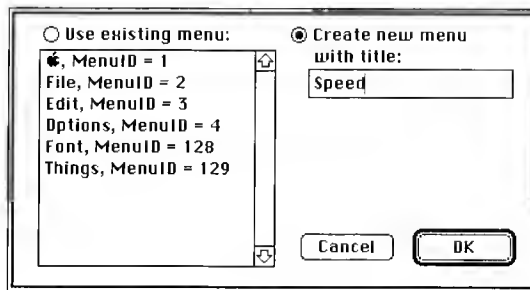 Use existing menu:
, MenuID = 1
File, MenuID = 2
Edit, MenuID = 3
Options, MenuID = 4
Font, MenuID = 128
Things, MenuID = 129
Create new menu
with title:
Speed
Cancel
OK